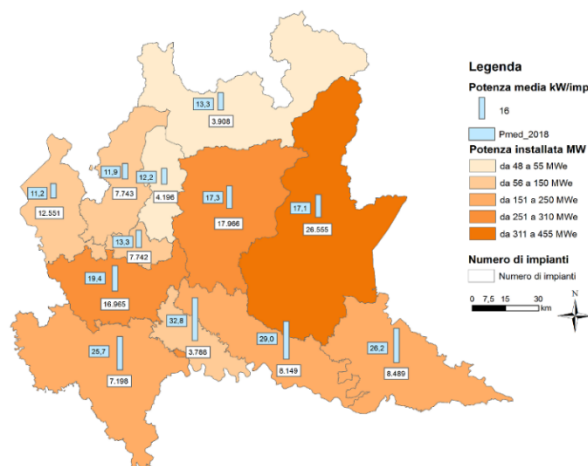 13,3
3.908
11,9
7.743
12,2
4.196
11,2
12.551
17,3
17.966
17,1
26.555
13,3
7.742
19,4
16.965
32,8
3.786
29,0
8.149
26,2
8.489
25,7
7.198
Legenda
Potenza media kW/imp
16
Pmed_2018
Potenza installata MW
da 48 a 55 MWe
da 56 a 150 MWe
da 151 a 250 MWe
da 251 a 310 MWe
da 311 a 455 MWe
Numero di impianti
Numero di impianti
0 7,5 15 30
km
N